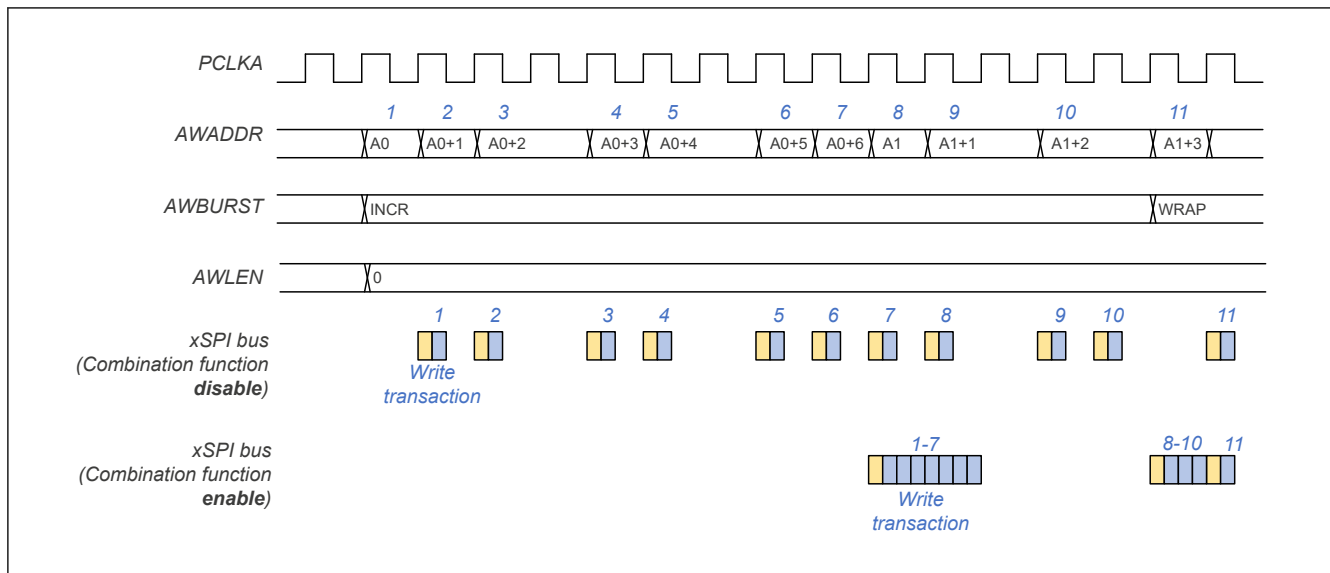 PCLKA
1 2 3 4 5 6 7 8 9 10 11
AWADDR A0 A0+1 A0+2 A0+3 A0+4 A0+5 A0+6 A1 A1+1 A1+2 A1+3
AWBURST INCR WRAP
AWLEN 0
1 2 3 4 5 6 7 8 9 10 11
xSPI bus
(Combination function
disable)
Write
transaction
1-7 8-10 11
xSPI bus
(Combination function
enable)
Write
transaction